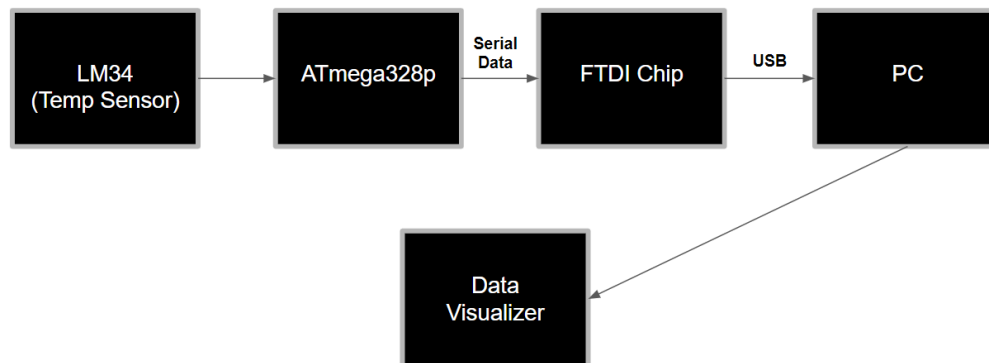 LM34
(Temp Sensor)
ATmega328p
Serial
Data
FTDI Chip
USB
PC
Data
Visualizer